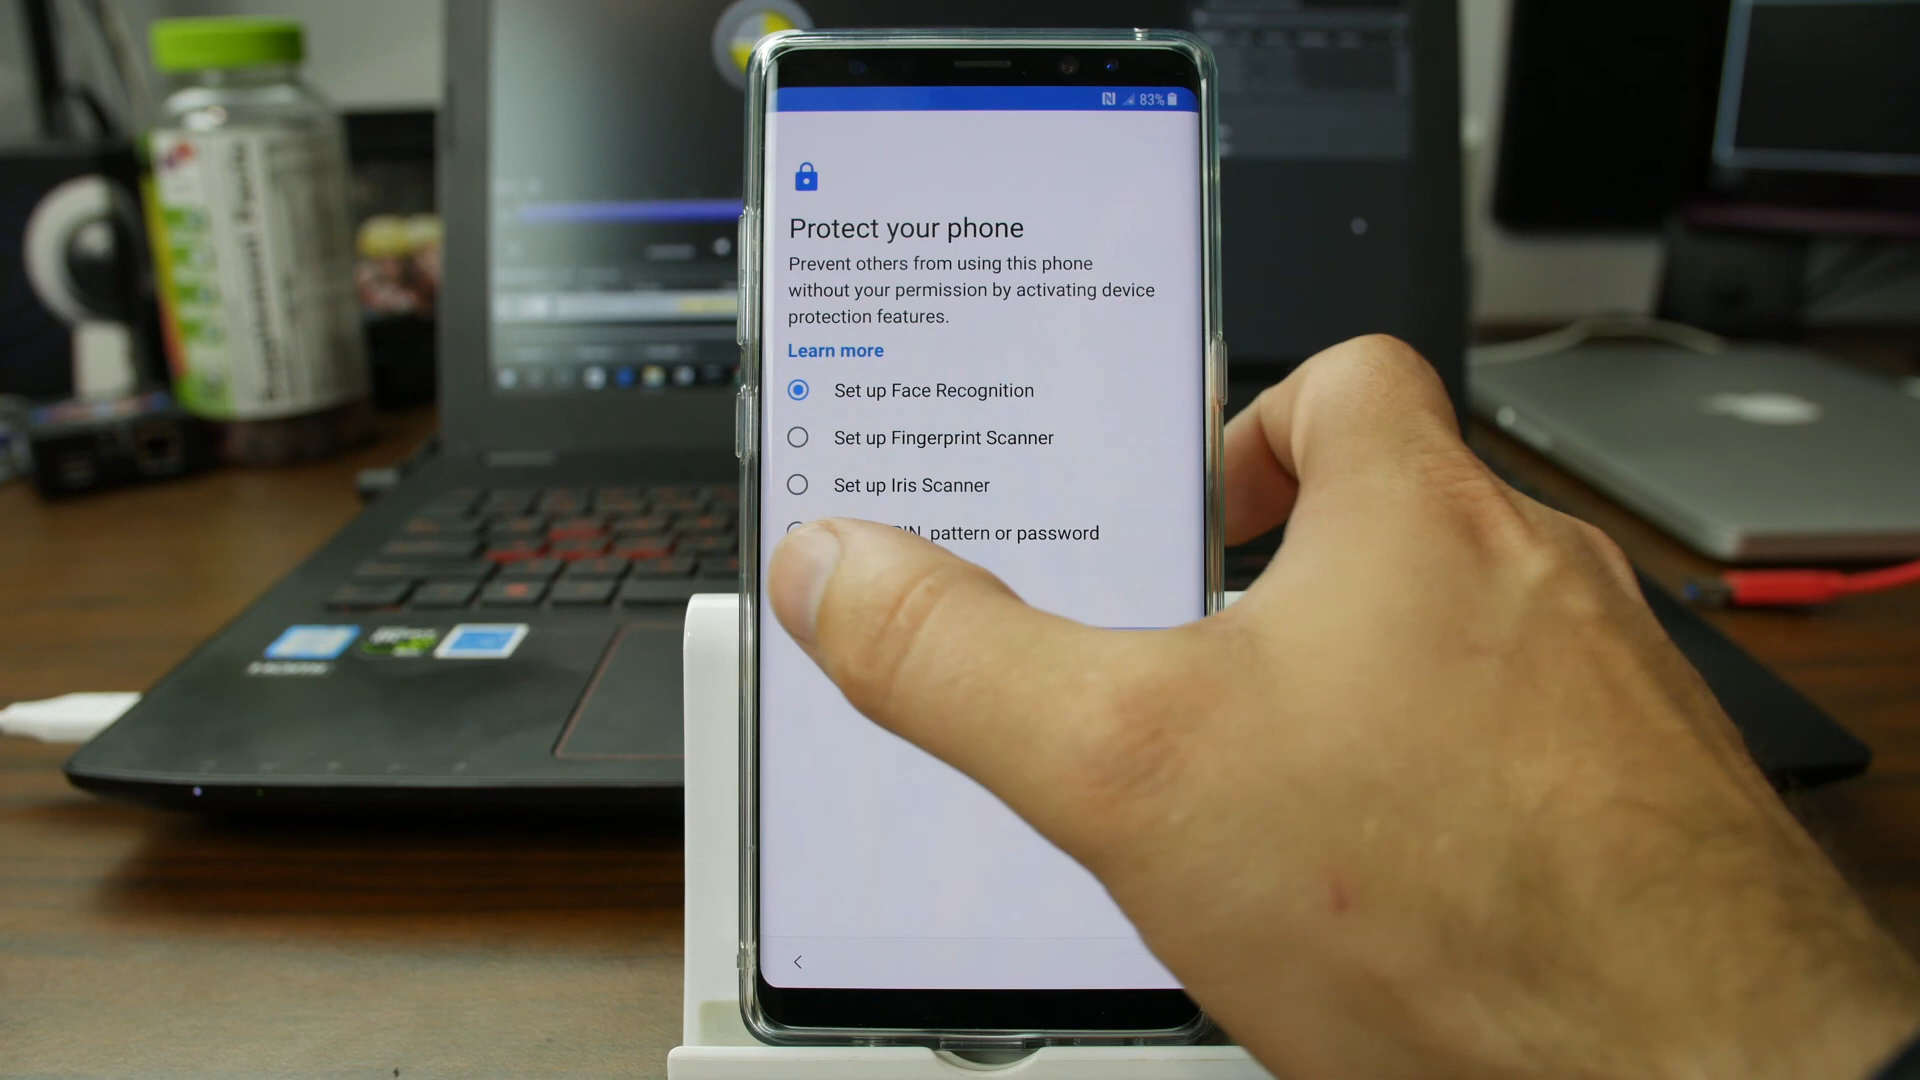 83%
Protect your phone
Prevent others from using this phone
without your permission by activating device
protection features.
Learn more
Set up Face Recognition
Set up Fingerprint Scanner
Set up Iris Scanner
pattern or password